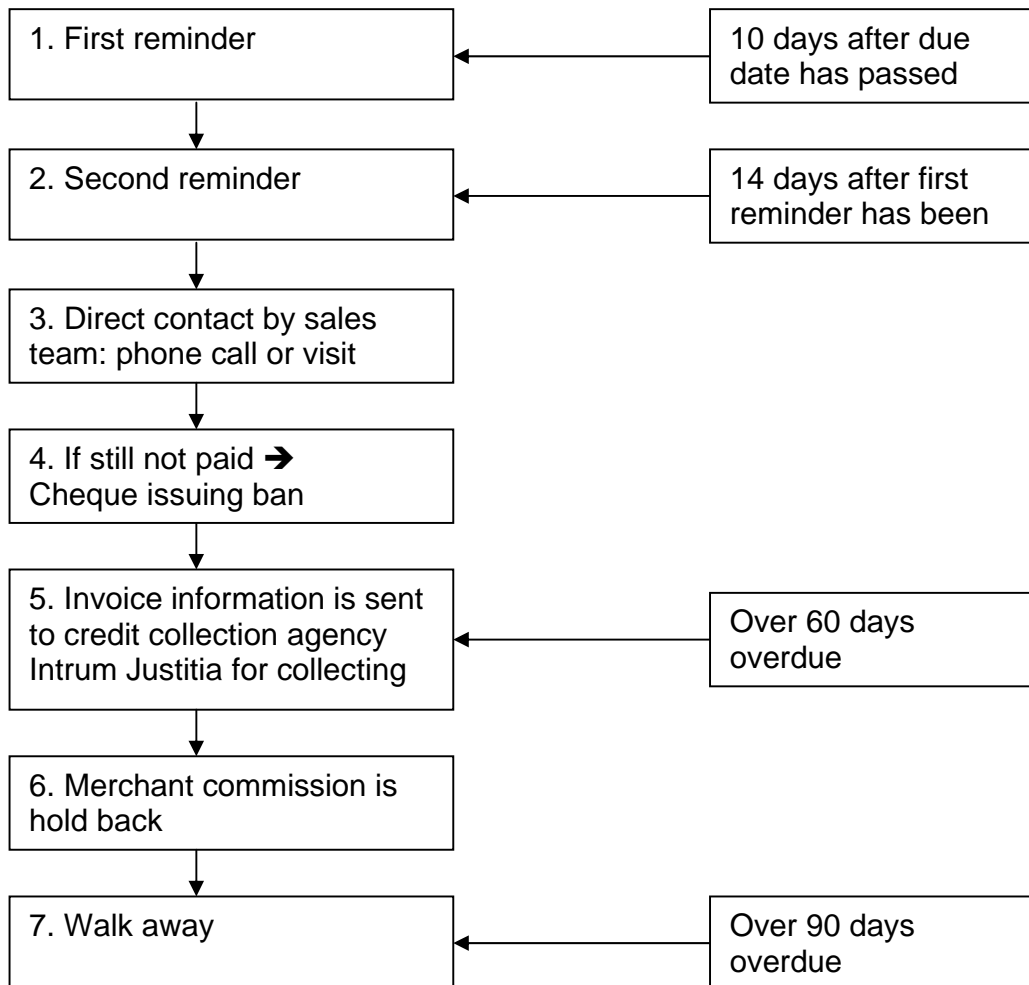 1. First reminder
10 days after due
date has passed
2. Second reminder
14 days after first
reminder has been
3. Direct contact by sales
team: phone call or visit
4. If still not paid ➔
Cheque issuing ban
5. Invoice information is sent
to credit collection agency
Intrum Justitia for collecting
Over 60 days
overdue
6. Merchant commission is
hold back
7. Walk away
Over 90 days
overdue